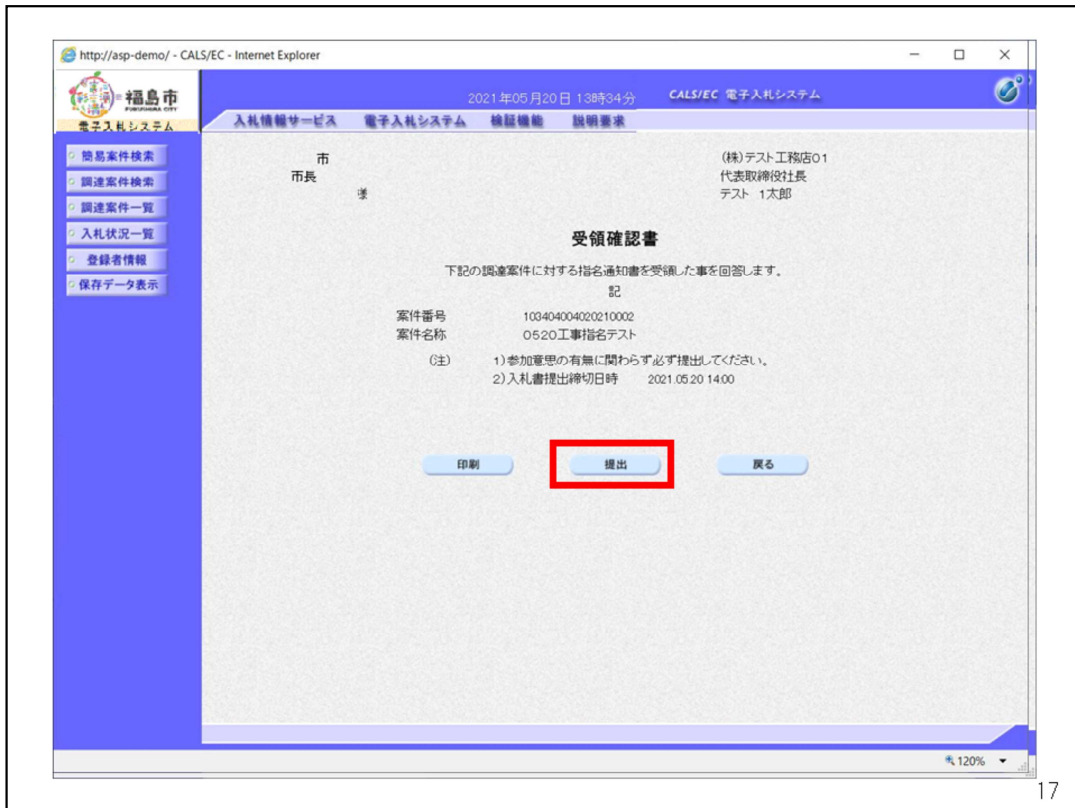 http://asp-demo/ - CALS/EC - Internet Explorer
福島市
FUKUSHIMA CITY
電子入札システム
2021年05月20日 13時34分
CALS/EC 電子入札システム
入札情報サービス 電子入札システム 検証機能 説明要求
簡易案件検索
調達案件検索
調達案件一覧
入札状況一覧
登録者情報
保存データ表示
市
市長
様
(株)テスト工務店01
代表取締役社長
テスト 1太郎
受領確認書
下記の調達案件に対する指名通知書を受領した事を回答します。
記
案件番号 103404004020210002
案件名称 0520工事指名テスト
(注) 1)参加意思の有無に関わらず必ず提出してください。
2)入札書提出締切日時 2021.05.20 14:00
印刷 提出 戻る
120%
17